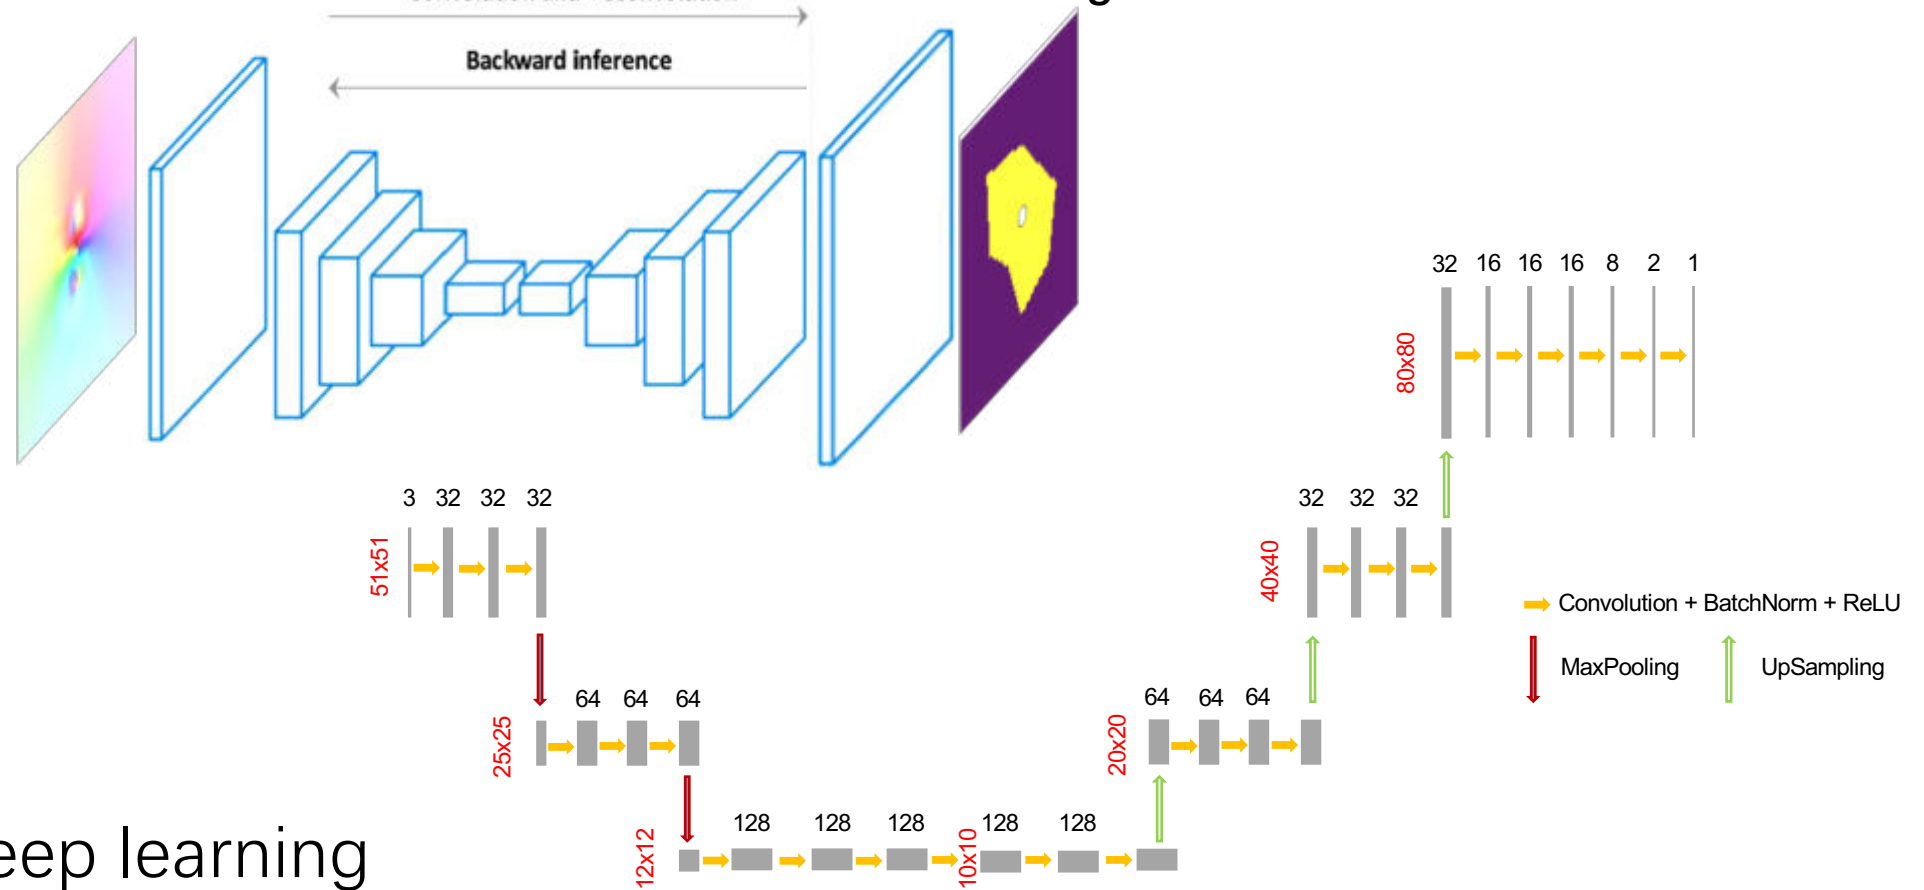 Backward inference
32 16 16 16 8 2 1
80x80
3 32 32 32
51x51
32 32 32
40x40
Convolution + BatchNorm + ReLU
MaxPooling
UpSampling
64 64 64
25x25
64 64 64
20x20
128 128 128
12x12
128 128
10x10
eep learning